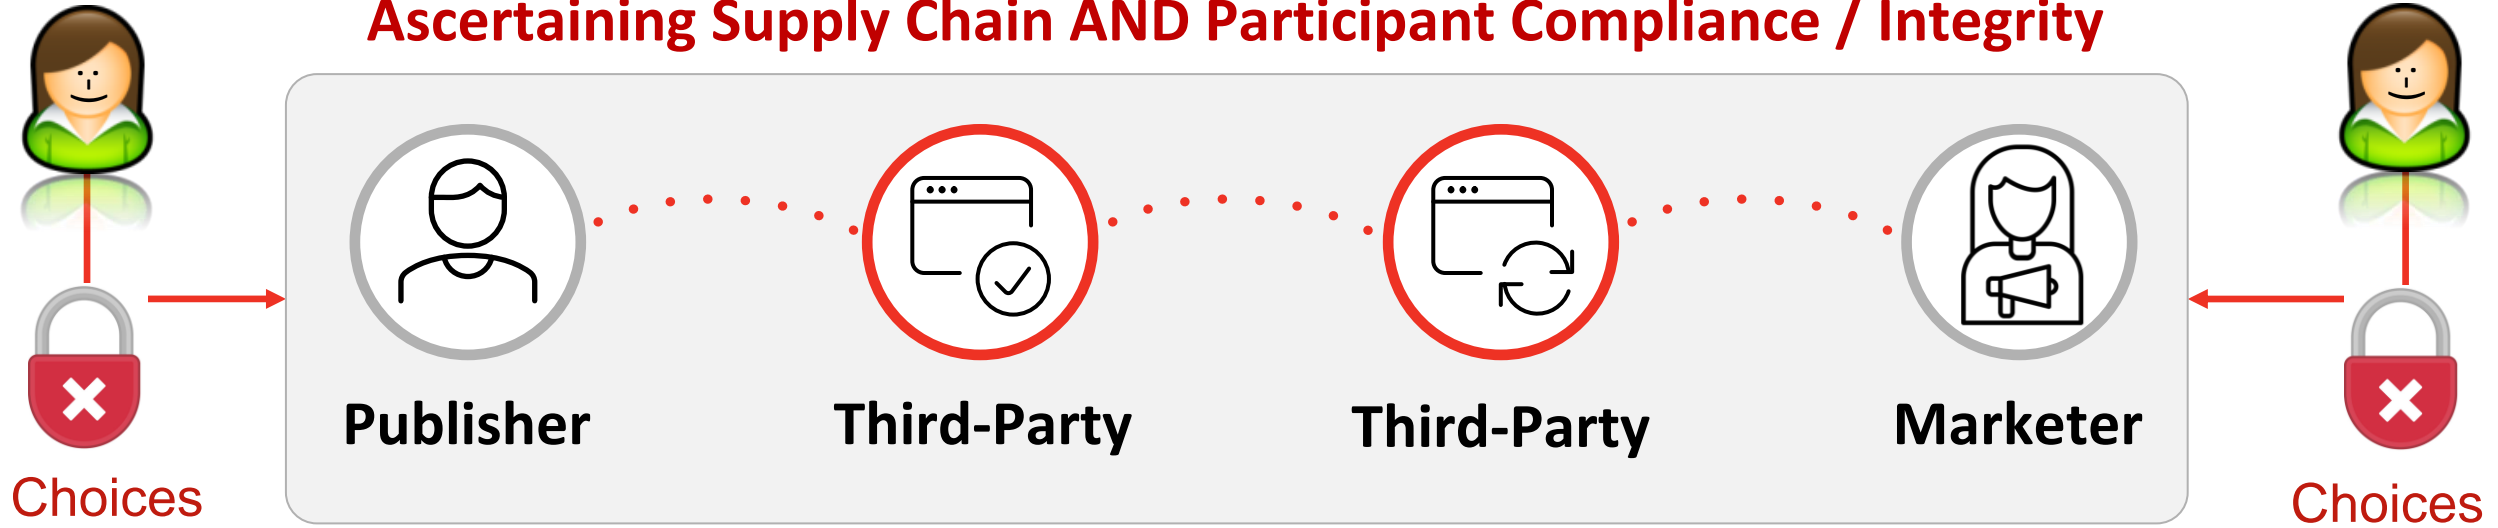 Ascertaining Supply Chain AND Participant Compliance / Integrity
Publisher
Third-Party
Third-Party
Marketer
Choices
Choices